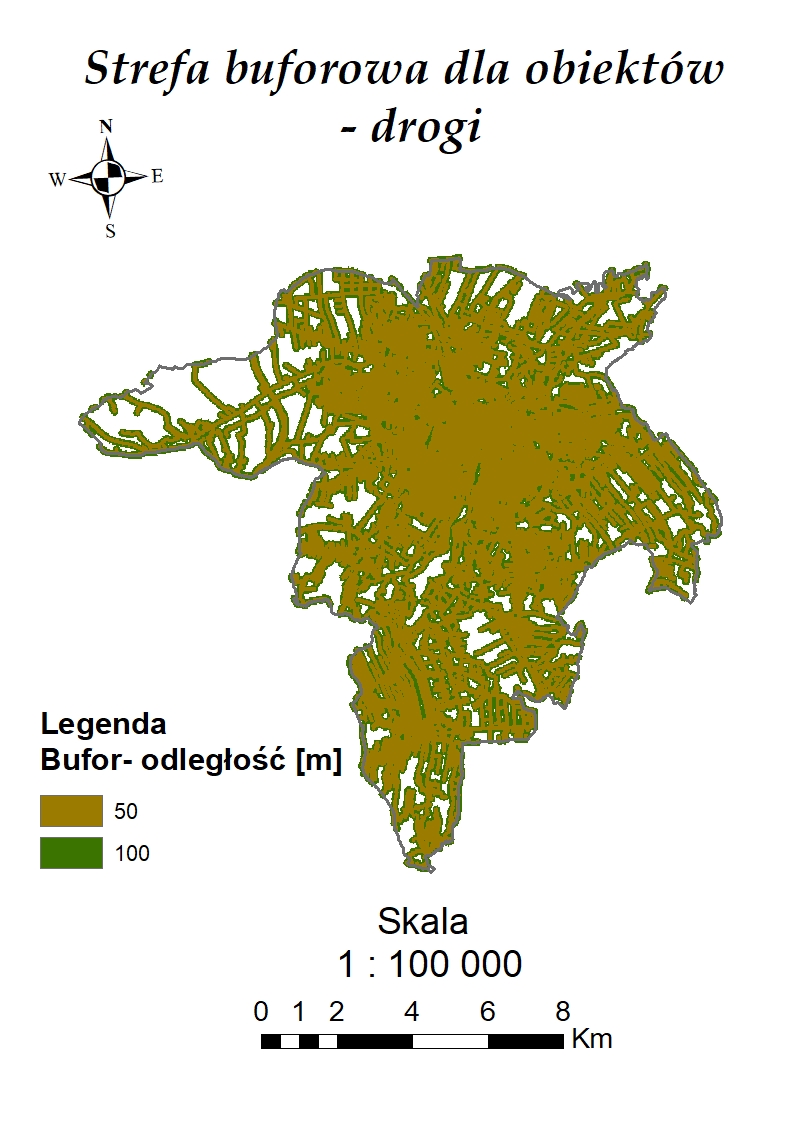 Strefa buforowa dla obiektów
- drogi
N
W E
S
Legenda
Bufor- odległość [m]
50
100
Skala
1 : 100 000
0 1 2 4 6 8
Km